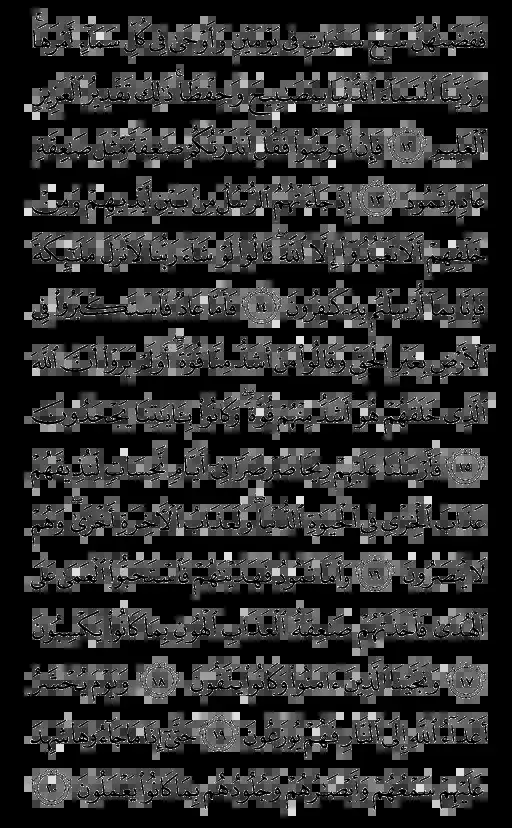 فَقَضَىٰهُنَّ سَبْعَ سَمَٰوَاتٍ فِى يَوْمَيْنِ وَأَوْحَىٰ فِى كُلِّ سَمَآءٍ أَمْرَهَا
وَزَيَّنَّا ٱلسَّمَآءَ ٱلدُّنْيَا بِمَصَٰبِيحَ وَحِفْظًا ذَٰلِكَ تَقْدِيرُ ٱلْعَزِيزِ
ٱلْعَلِيمِ ١٢ فَإِنْ أَعْرَضُوا۟ فَقُلْ أَنذَرْتُكُمْ صَٰعِقَةً مِّثْلَ صَٰعِقَةِ
عَادٍ وَثَمُودَ ١٣ إِذْ جَآءَتْهُمُ ٱلرُّسُلُ مِنۢ بَيْنِ أَيْدِيهِمْ وَمِنْ
خَلْفِهِمْ أَلَّا تَعْبُدُوٓا۟ إِلَّا ٱللَّهَ قَالُوا۟ لَوْ شَآءَ رَبُّنَا لَأَنزَلَ مَلَٰٓئِكَةً
فَإِنَّا بِمَآ أُرْسِلْتُم بِهِۦ كَٰفِرُونَ ١٤ فَأَمَّا عَادٌ فَٱسْتَكْبَرُوا۟ فِى
ٱلْأَرْضِ بِغَيْرِ ٱلْحَقِّ وَقَالُوا۟ مَنْ أَشَدُّ مِنَّا قُوَّةً أَوَلَمْ يَرَوْا۟ أَنَّ ٱللَّهَ
ٱلَّذِى خَلَقَهُمْ هُوَ أَشَدُّ مِنْهُمْ قُوَّةً وَكَانُوا۟ بِـَٔايَٰتِنَا يَجْحَدُونَ
١٥ فَأَرْسَلْنَا عَلَيْهِمْ رِيحًا صَرْصَرًا فِىٓ أَيَّامٍ نَّحِسَاتٍ لِّنُذِيقَهُمْ
عَذَابَ ٱلْخِزْىِ فِى ٱلْحَيَوٰةِ ٱلدُّنْيَا وَلَعَذَابُ ٱلْءَاخِرَةِ أَخْزَىٰ وَهُمْ
لَا يُنصَرُونَ ١٦ وَأَمَّا ثَمُودُ فَهَدَيْنَٰهُمْ فَٱسْتَحَبُّوا۟ ٱلْعَمَىٰ عَلَى
ٱلْهُدَىٰ فَأَخَذَتْهُمْ صَٰعِقَةُ ٱلْعَذَابِ ٱلْهُونِ بِمَا كَانُوا۟ يَكْسِبُونَ
١٧ وَنَجَّيْنَا ٱلَّذِينَ ءَامَنُوا۟ وَكَانُوا۟ يَتَّقُونَ ١٨ وَيَوْمَ يُحْشَرُ
أَعْدَآءُ ٱللَّهِ إِلَى ٱلنَّارِ فَهُمْ يُوزَعُونَ ١٩ حَتَّىٰٓ إِذَا مَا جَآءُوهَا شَهِدَ
عَلَيْهِمْ سَمْعُهُمْ وَأَبْصَٰرُهُمْ وَجُلُودُهُم بِمَا كَانُوا۟ يَعْمَلُونَ ٢٠